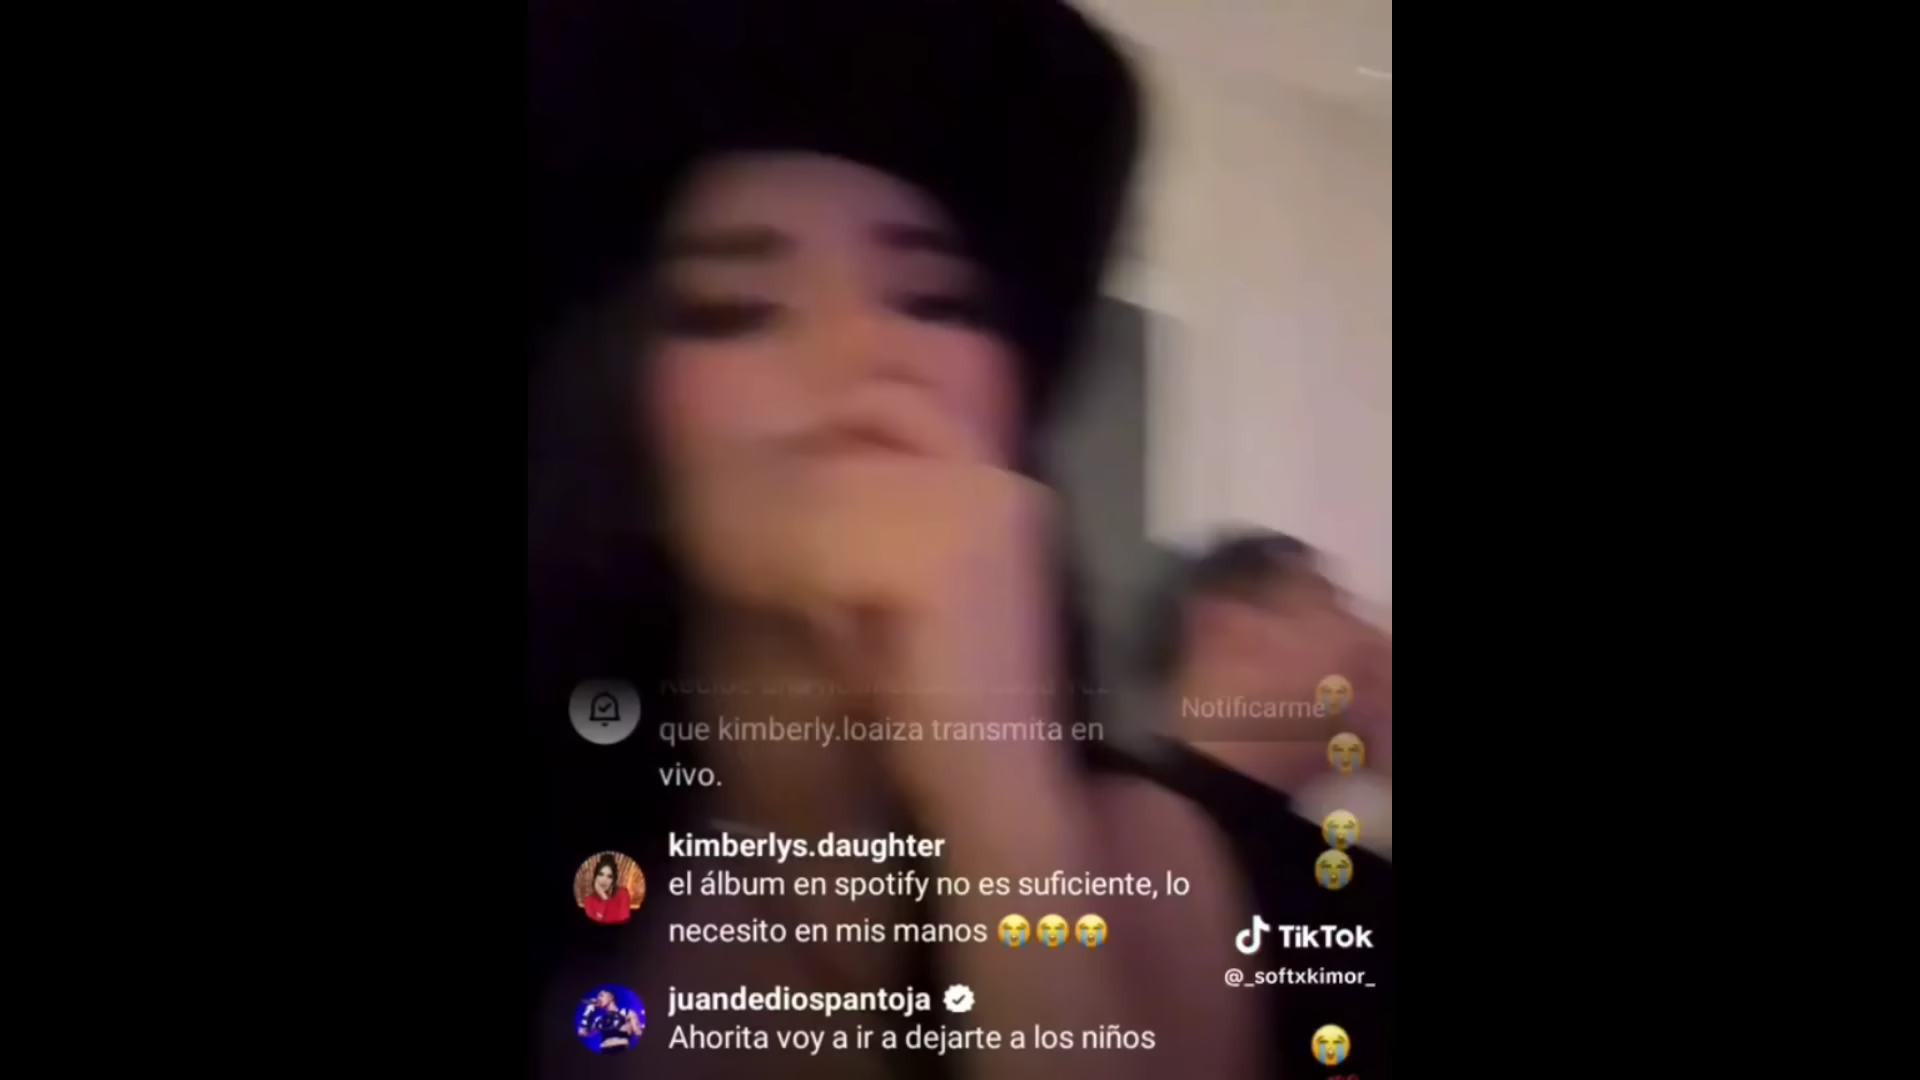 que kimberly.loaiza transmita en
vivo.
Notificarme
kimberlys.daughter
el álbum en spotify no es suficiente, lo
necesito en mis manos 😭😭😭
juandediospantoja
Ahorita voy a ir a dejarte a los niños
TikTok
@_softxkimor_